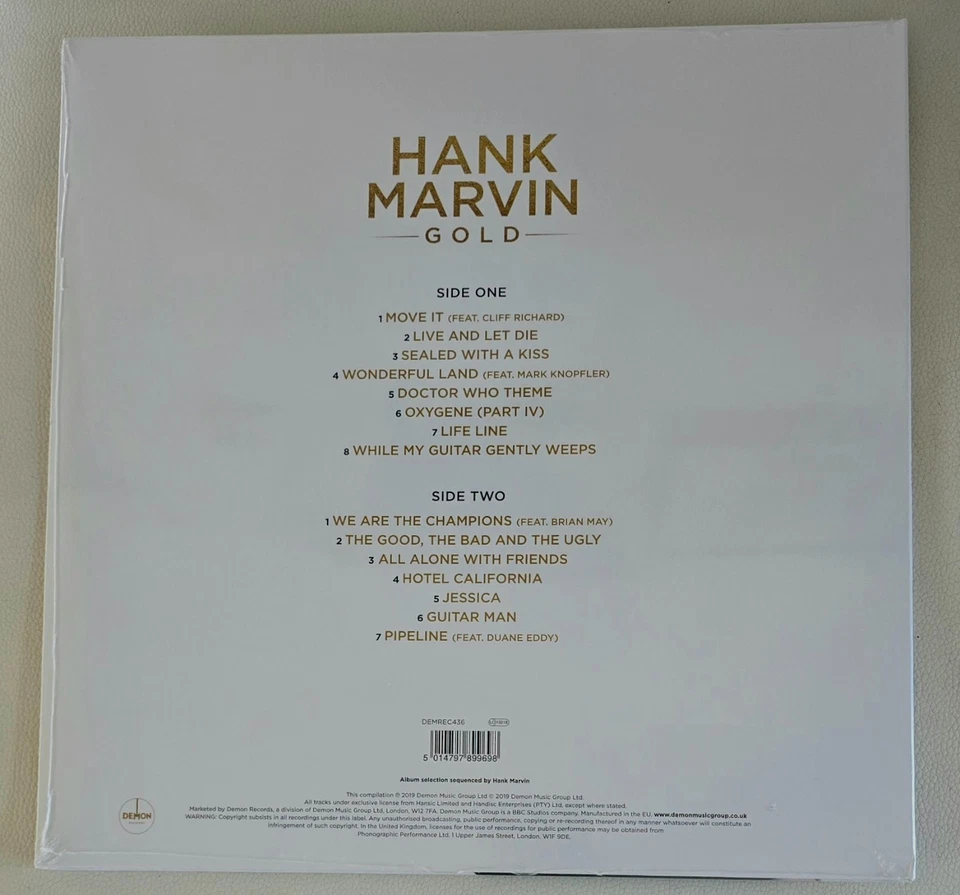 HANK
MARVIN
GOLD
SIDE ONE
1 MOVE IT (FEAT. CLIFF RICHARD)
2 LIVE AND LET DIE
3 SEALED WITH A KISS
4 WONDERFUL LAND (FEAT. MARK KNOPFLER)
5 DOCTOR WHO THEME
6 OXYGENE (PART IV)
7 LIFE LINE
8 WHILE MY GUITAR GENTLY WEEPS
SIDE TWO
1 WE ARE THE CHAMPIONS (FEAT. BRIAN MAY)
2 THE GOOD, THE BAD AND THE UGLY
3 ALL ALONE WITH FRIENDS
4 HOTEL CALIFORNIA
5 JESSICA
6 GUITAR MAN
7 PIPELINE (FEAT. DUANE EDDY)
DEMREC436
5 014797 899698
Album selection sequenced by Hank Marvin
This compilation ℗ 2019 Demon Music Group Ltd © 2019 Demon Music Group Ltd.
All tracks under exclusive license from Hansic Limited and Handisc Enterprises (PTY) Ltd, except where stated.
Marketed by Demon Records, a division of Demon Music Group Ltd, London, W12 7FA. Demon Music Group is a BBC Studios company. Manufactured in the EU. www.demonmusicgroup.co.uk
WARNING: Copyright subsists in all recordings under this label. Any unauthorised broadcasting, public performance, copying or re-recording thereof in any manner whatsoever will constitute an
infringement of such copyright. In the United Kingdom, licenses for the use of recordings for public performance may be obtained from
Phonographic Performance Ltd. 1 Upper James Street, London, W1F 9DE.
DEMON